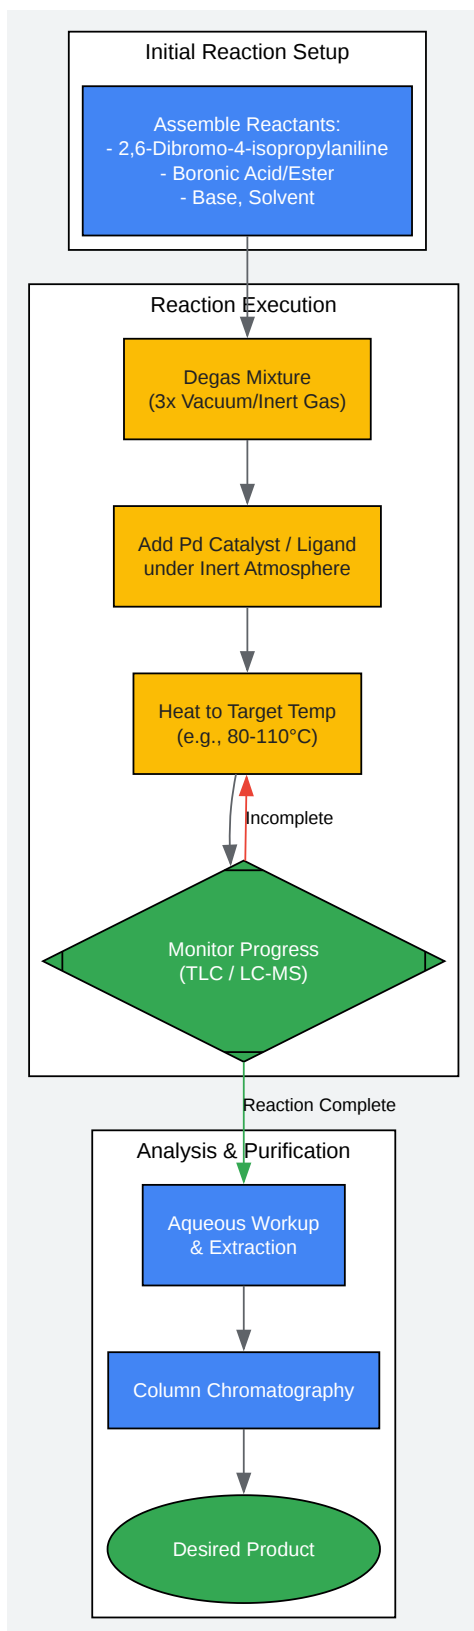 Initial Reaction Setup
Assemble Reactants:
- 2,6-Dibromo-4-isopropylaniline
- Boronic Acid/Ester
- Base, Solvent
Reaction Execution
Degas Mixture
(3x Vacuum/Inert Gas)
Add Pd Catalyst / Ligand
under Inert Atmosphere
Heat to Target Temp
(e.g., 80-110°C)
Incomplete
Monitor Progress
(TLC / LC-MS)
Reaction Complete
Analysis & Purification
Aqueous Workup
& Extraction
Column Chromatography
Desired Product